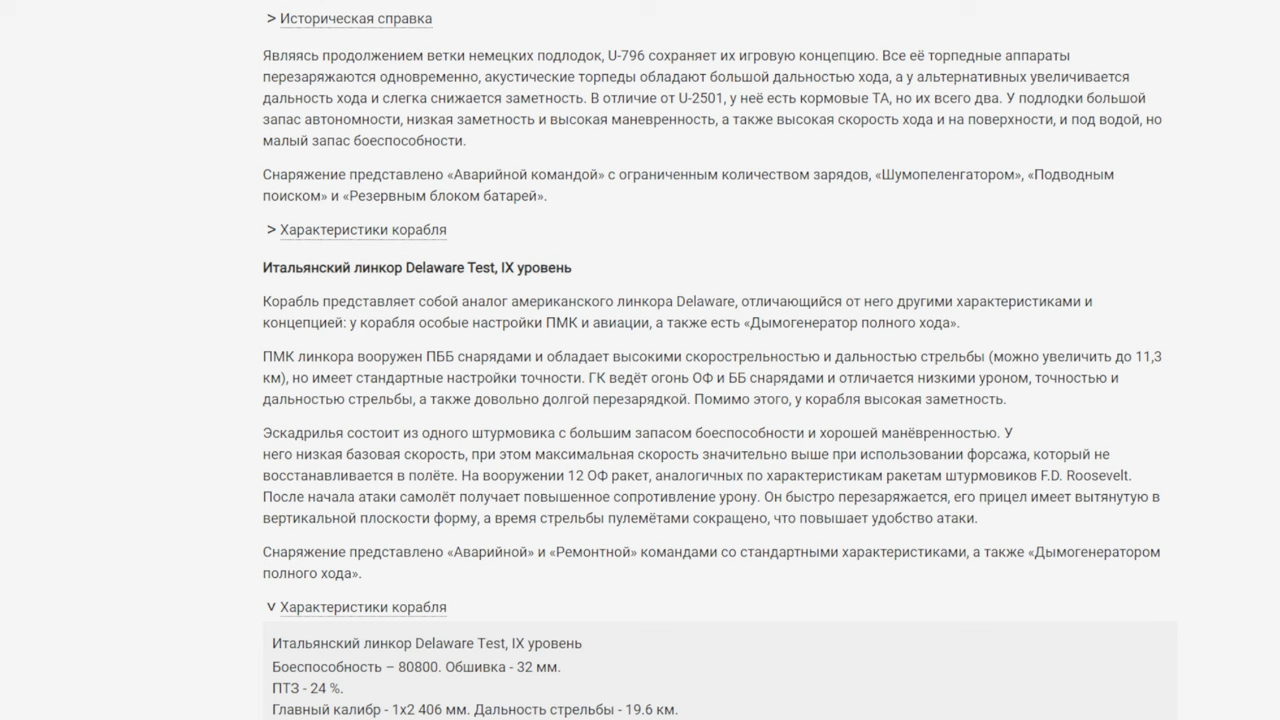 > Историческая справка
Являясь продолжением ветки немецких подлодок, U-796 сохраняет их игровую концепцию. Все её торпедные аппараты
перезаряжаются одновременно, акустические торпеды обладают большой дальностью хода, а у альтернативных увеличивается
дальность хода и слегка снижается заметность. В отличие от U-2501, у неё есть кормовые ТА, но их всего два. У подлодки большой
запас автономности, низкая заметность и высокая маневренность, а также высокая скорость хода и на поверхности, и под водой, но
малый запас боеспособности.
Снаряжение представлено «Аварийной командой» с ограниченным количеством зарядов, «Шумопеленгатором», «Подводным
поиском» и «Резервным блоком батарей».
> Характеристики корабля
Итальянский линкор Delaware Test, IX уровень
Корабль представляет собой аналог американского линкора Delaware, отличающийся от него другими характеристиками и
концепцией: у корабля особые настройки ПМК и авиации, а также есть «Дымогенератор полного хода».
ПМК линкора вооружен ПББ снарядами и обладает высокими скорострельностью и дальностью стрельбы (можно увеличить до 11,3
км), но имеет стандартные настройки точности. ГК ведёт огонь ОФ и ББ снарядами и отличается низкими уроном, точностью и
дальностью стрельбы, а также довольно долгой перезарядкой. Помимо этого, у корабля высокая заметность.
Эскадрилья состоит из одного штурмовика с большим запасом боеспособности и хорошей манёвренностью. У
него низкая базовая скорость, при этом максимальная скорость значительно выше при использовании форсажа, который не
восстанавливается в полёте. На вооружении 12 ОФ ракет, аналогичных по характеристикам ракетам штурмовиков F.D. Roosevelt.
После начала атаки самолёт получает повышенное сопротивление урону. Он быстро перезаряжается, его прицел имеет вытянутую в
вертикальной плоскости форму, а время стрельбы пулемётами сокращено, что повышает удобство атаки.
Снаряжение представлено «Аварийной» и «Ремонтной» командами со стандартными характеристиками, а также «Дымогенератором
полного хода».
v Характеристики корабля
Итальянский линкор Delaware Test, IX уровень
Боеспособность – 80800. Обшивка - 32 мм.
ПТЗ - 24 %.
Главный калибр - 1x2 406 мм. Дальность стрельбы - 19.6 км.